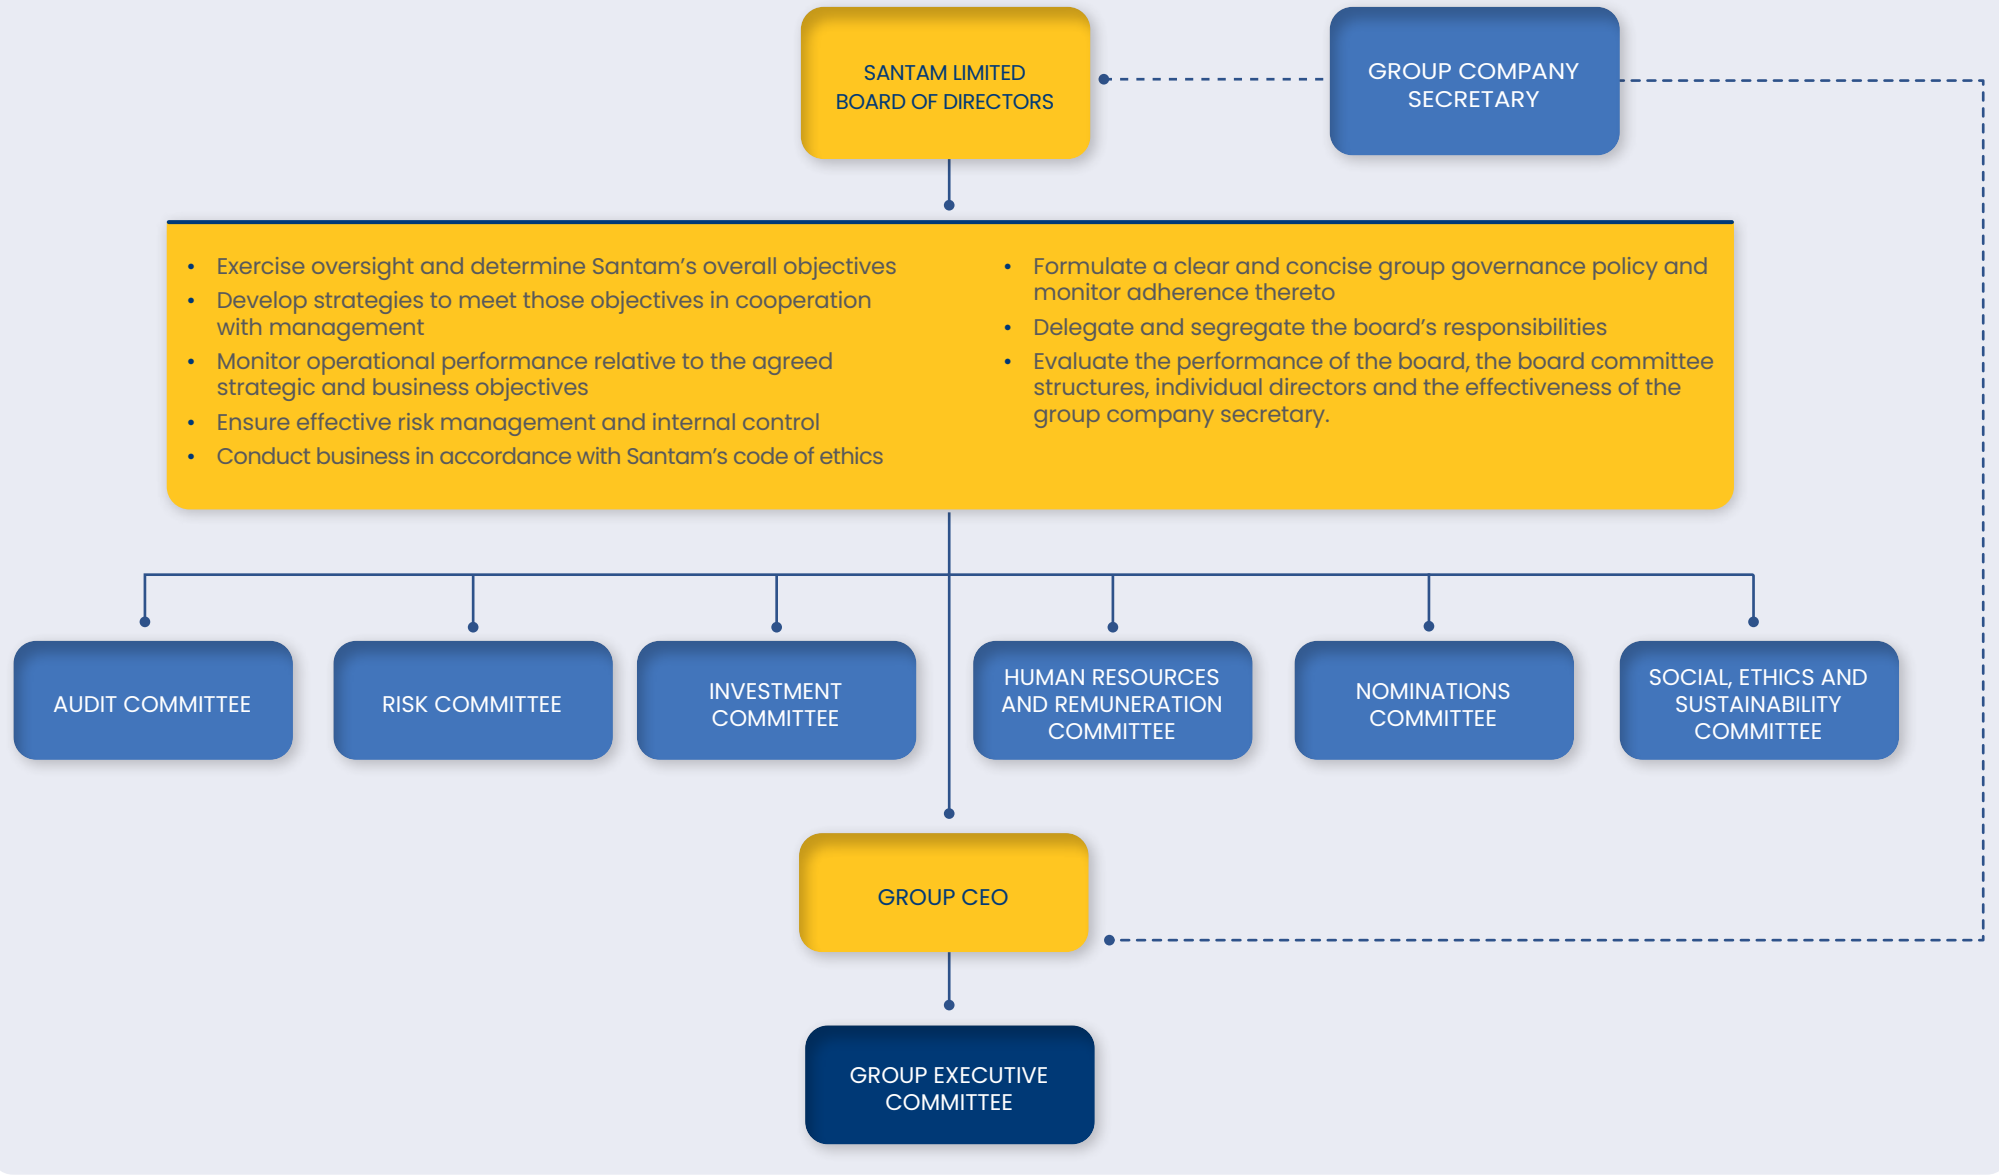 SANTAM LIMITED
BOARD OF DIRECTORS
GROUP COMPANY
SECRETARY
• Exercise oversight and determine Santam’s overall objectives
• Develop strategies to meet those objectives in cooperation
with management
• Monitor operational performance relative to the agreed
strategic and business objectives
• Ensure effective risk management and internal control
• Conduct business in accordance with Santam’s code of ethics
• Formulate a clear and concise group governance policy and
monitor adherence thereto
• Delegate and segregate the board’s responsibilities
• Evaluate the performance of the board, the board committee
structures, individual directors and the effectiveness of the
group company secretary.
AUDIT COMMITTEE
RISK COMMITTEE
INVESTMENT
COMMITTEE
HUMAN RESOURCES
AND REMUNERATION
COMMITTEE
NOMINATIONS
COMMITTEE
SOCIAL, ETHICS AND
SUSTAINABILITY
COMMITTEE
GROUP CEO
GROUP EXECUTIVE
COMMITTEE